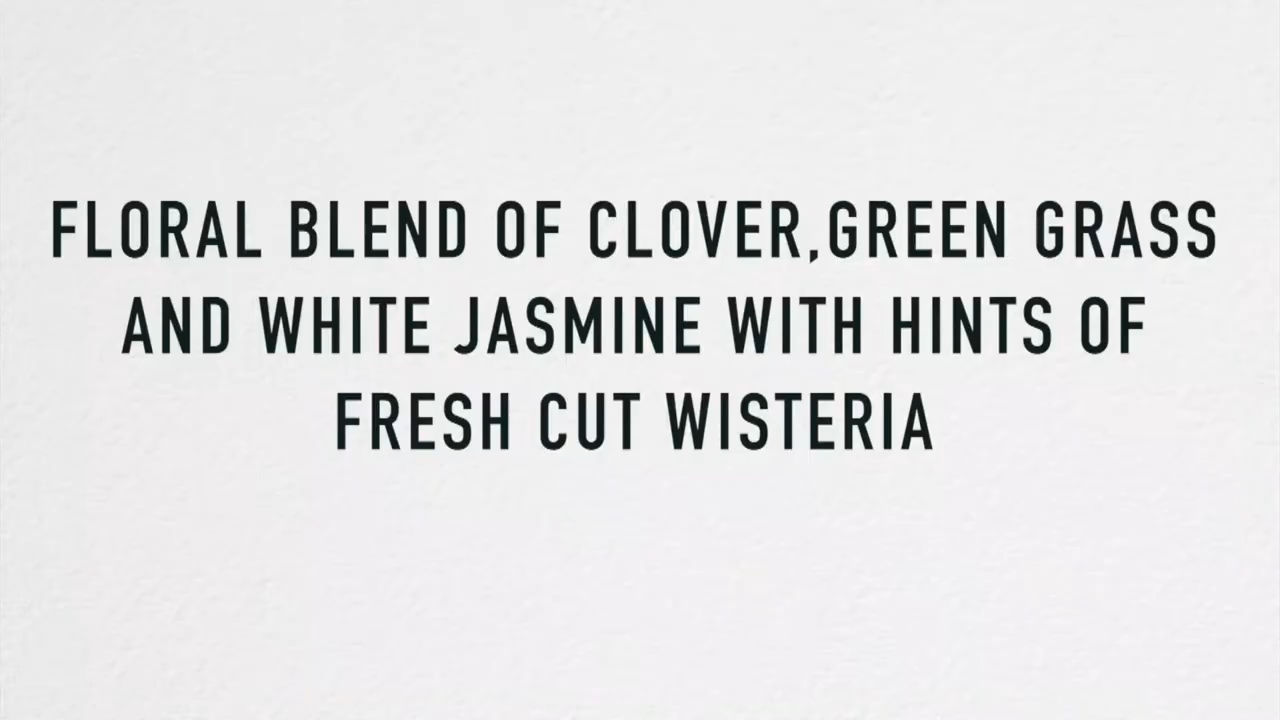 FLORAL BLEND OF CLOVER,GREEN GRASS
AND WHITE JASMINE WITH HINTS OF
FRESH CUT WISTERIA